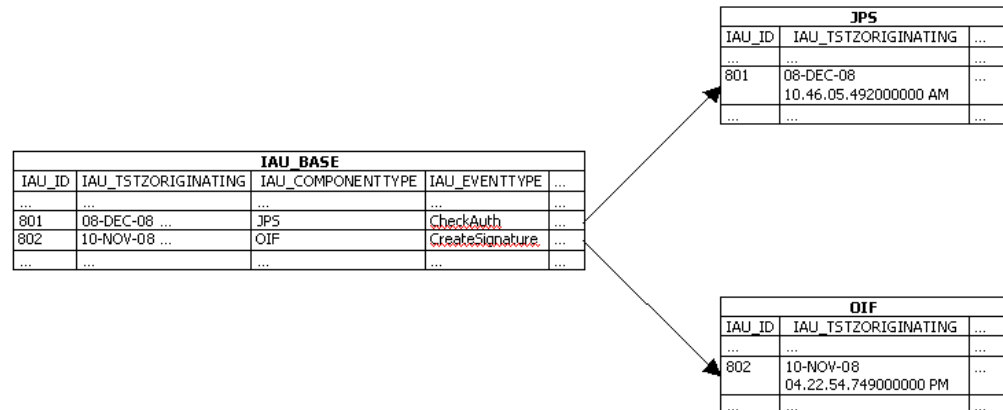 JPS
IAU_ID IAU_TSTZORIGINATING ...
... ... ...
801 08-DEC-08 ...
10.46.05.492000000 AM
... ... ...
IAU_BASE
IAU_ID IAU_TSTZORIGINATING IAU_COMPONENTTYPE IAU_EVENTTYPE ...
... ... ... ... ...
801 08-DEC-08 ... JPS CheckAuth ...
802 10-NOV-08 ... OIF CreateSignature ...
... ... ... ... ...
OIF
IAU_ID IAU_TSTZORIGINATING ...
... ... ...
802 10-NOV-08 ...
04.22.54.749000000 PM
... ... ...